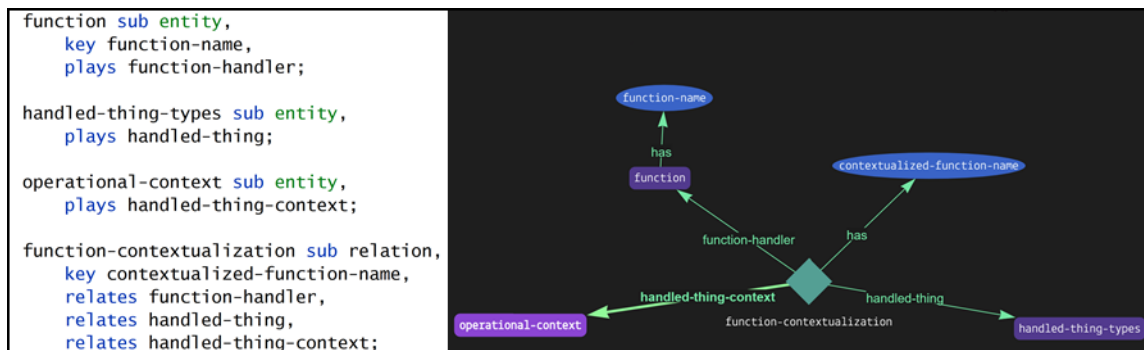 function sub entity,
key function-name,
plays function-handler;
handled-thing-types sub entity,
plays handled-thing;
operational-context sub entity,
plays handled-thing-context;
function-contextualization sub relation,
key contextualized-function-name,
relates function-handler,
relates handled-thing,
relates handled-thing-context;
function-name
has
function
contextualized-function-name
function-handler
has
handled-thing-context
handled-thing
operational-context
function-contextualization
handled-thing-types